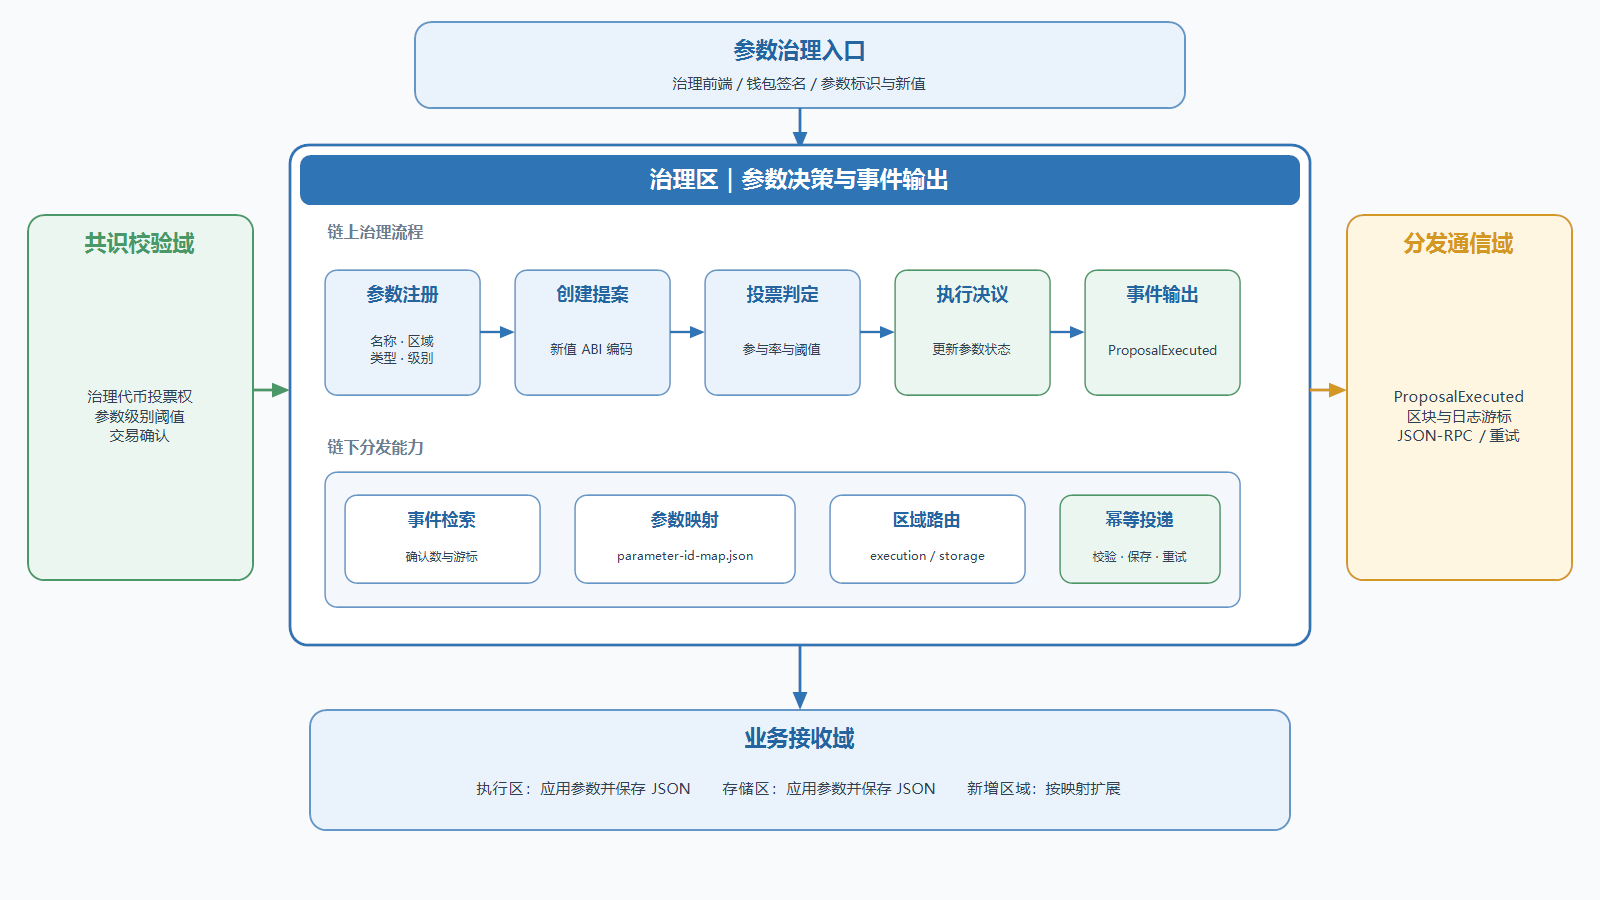 参数治理入口
治理前端 / 钱包签名 / 参数标识与新值
治理区｜参数决策与事件输出
共识校验域
治理代币投票权
参数级别阈值
交易确认
链上治理流程
参数注册
名称 · 区域
类型 · 级别
创建提案
新值 ABI 编码
投票判定
参与率与阈值
执行决议
更新参数状态
事件输出
ProposalExecuted
链下分发能力
事件检索
确认数与游标
参数映射
parameter-id-map.json
区域路由
execution / storage
幂等投递
校验 · 保存 · 重试
分发通信域
ProposalExecuted
区块与日志游标
JSON-RPC / 重试
业务接收域
执行区：应用参数并保存 JSON 存储区：应用参数并保存 JSON 新增区域：按映射扩展